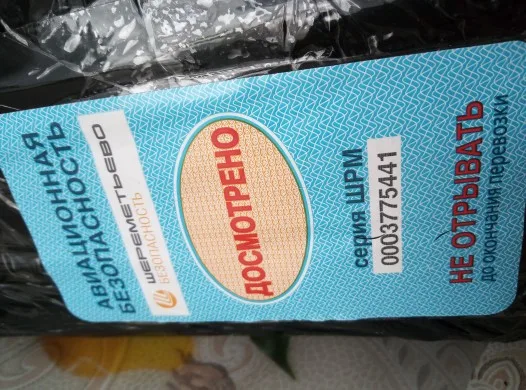 АВИАЦИОННАЯ
БЕЗОПАСНОСТЬ
ШЕРЕМЕТЬЕВО
БЕЗОПАСНОСТЬ
ДОСМОТРЕНО
серия ШРМ
0003775441
НЕ ОТРЫВАТЬ
до окончания перевозки